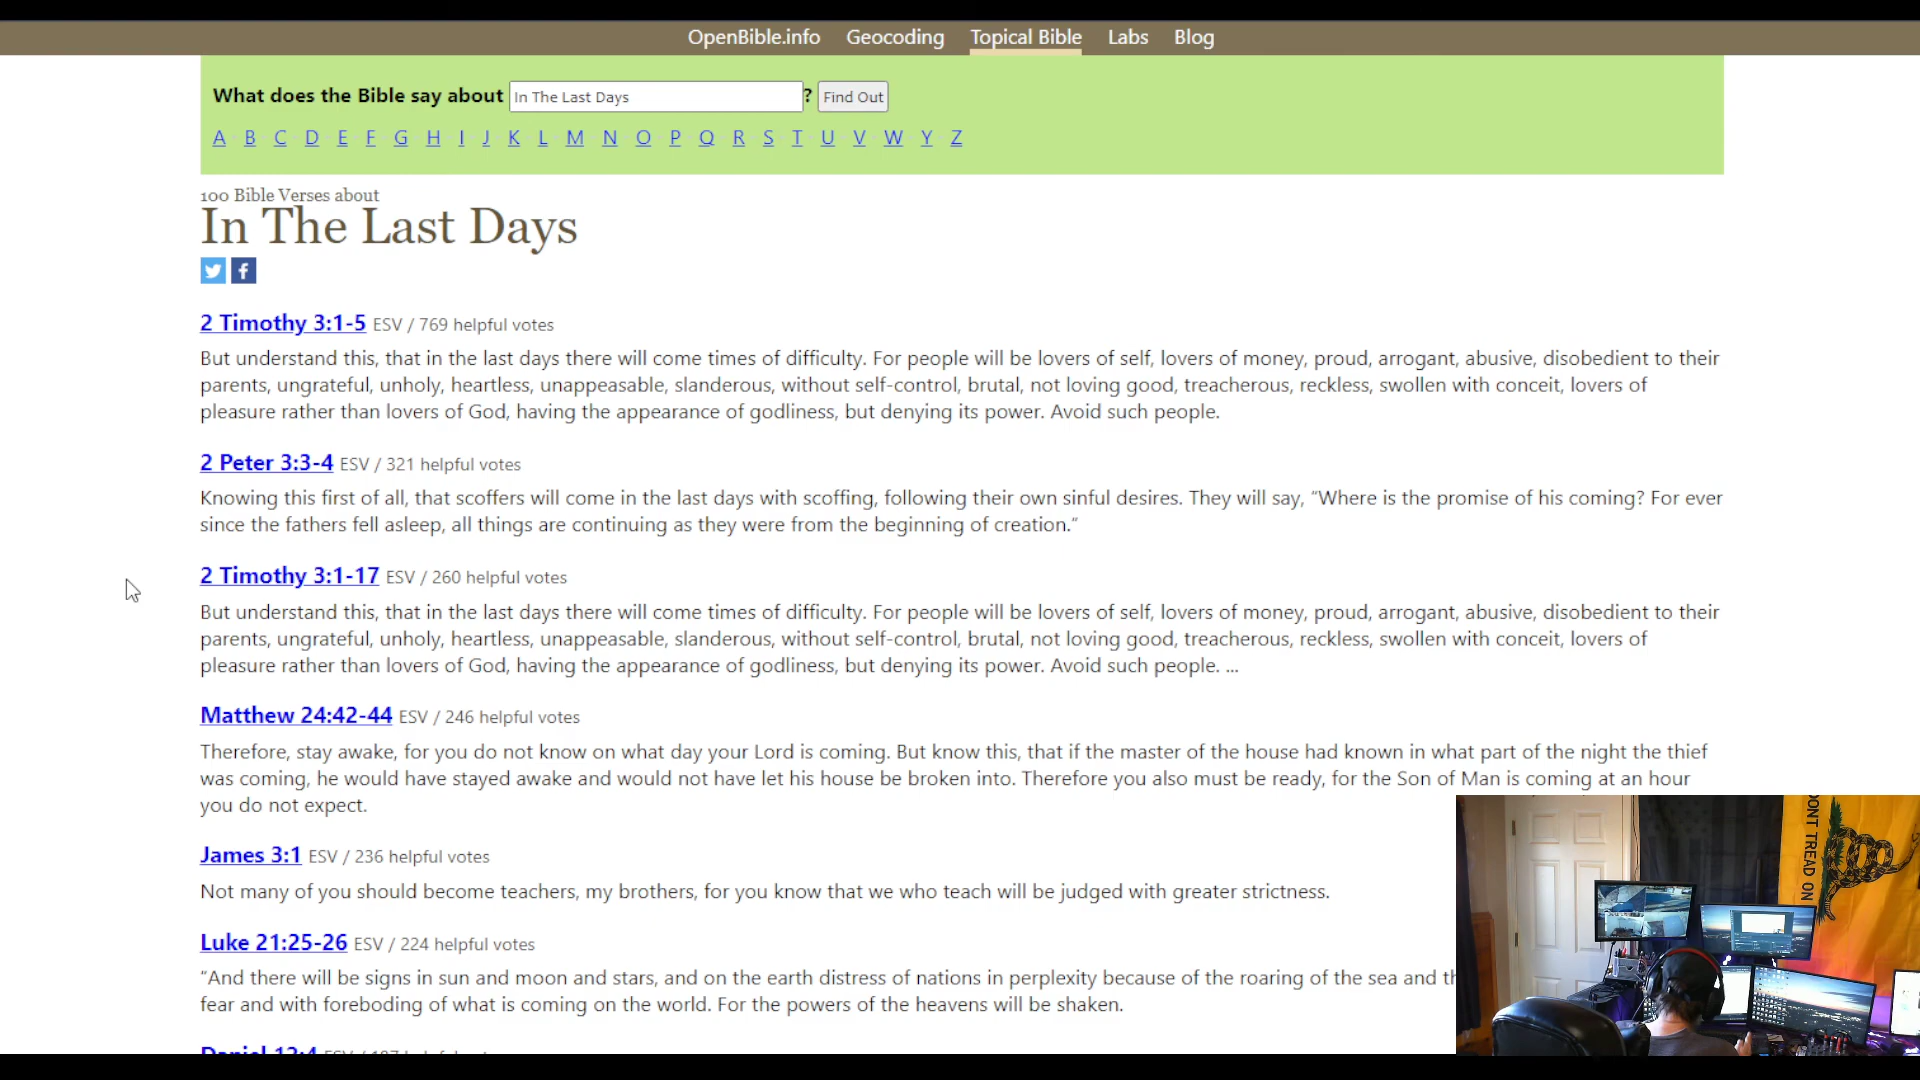 OpenBible.info Geocoding Topical Bible Labs Blog
What does the Bible say about In The Last Days ? Find Out
A B C D E F G H I J K L M N O P Q R S T U V W Y Z
100 Bible Verses about
In The Last Days
2 Timothy 3:1-5 ESV / 769 helpful votes
But understand this, that in the last days there will come times of difficulty. For people will be lovers of self, lovers of money, proud, arrogant, abusive, disobedient to their
parents, ungrateful, unholy, heartless, unappeasable, slanderous, without self-control, brutal, not loving good, treacherous, reckless, swollen with conceit, lovers of
pleasure rather than lovers of God, having the appearance of godliness, but denying its power. Avoid such people.
2 Peter 3:3-4 ESV / 321 helpful votes
Knowing this first of all, that scoffers will come in the last days with scoffing, following their own sinful desires. They will say, “Where is the promise of his coming? For ever
since the fathers fell asleep, all things are continuing as they were from the beginning of creation.”
2 Timothy 3:1-17 ESV / 260 helpful votes
But understand this, that in the last days there will come times of difficulty. For people will be lovers of self, lovers of money, proud, arrogant, abusive, disobedient to their
parents, ungrateful, unholy, heartless, unappeasable, slanderous, without self-control, brutal, not loving good, treacherous, reckless, swollen with conceit, lovers of
pleasure rather than lovers of God, having the appearance of godliness, but denying its power. Avoid such people. ...
Matthew 24:42-44 ESV / 246 helpful votes
Therefore, stay awake, for you do not know on what day your Lord is coming. But know this, that if the master of the house had known in what part of the night the thief
was coming, he would have stayed awake and would not have let his house be broken into. Therefore you also must be ready, for the Son of Man is coming at an hour
you do not expect.
James 3:1 ESV / 236 helpful votes
Not many of you should become teachers, my brothers, for you know that we who teach will be judged with greater strictness.
Luke 21:25-26 ESV / 224 helpful votes
“And there will be signs in sun and moon and stars, and on the earth distress of nations in perplexity because of the roaring of the sea and
fear and with foreboding of what is coming on the world. For the powers of the heavens will be shaken.
Daniel 12:4 ESV
DONT TREAD ON